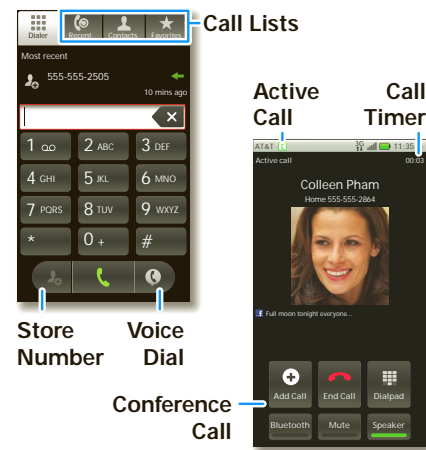 Call Lists
Dialer Recent Contacts Favorites
Most recent
555-555-2505
10 mins ago
1
2 ABC
3 DEF
4 GHI
5 JKL
6 MNO
7 PQRS
8 TUV
9 WXYZ
*
0 +
#
Store Number
Voice Dial
Active Call
Call Timer
AT&T
3G
11:35
Active call
00:03
Colleen Pham
Home 555-555-2864
Full moon tonight everyone...
Add Call
End Call
Dialpad
Bluetooth
Mute
Speaker
Conference Call